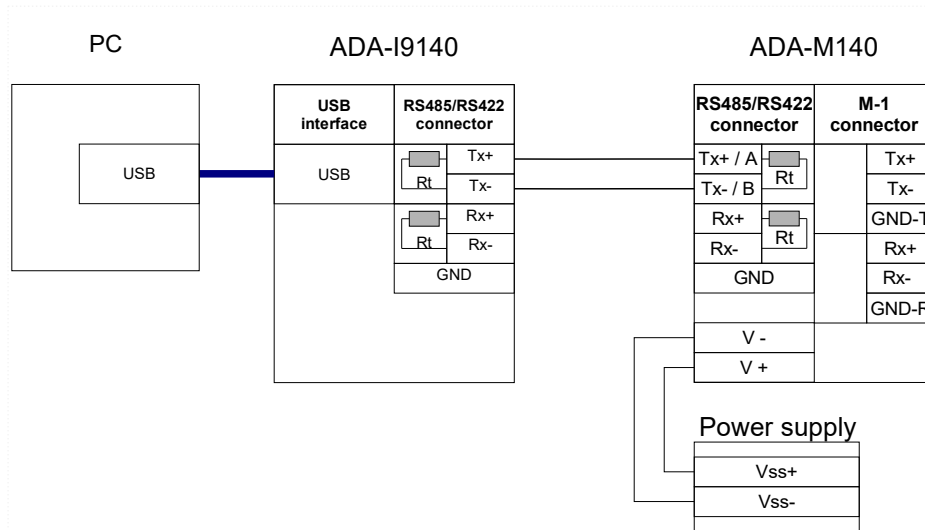 PC
ADA-I9140
ADA-M140
USB
USB
interface
RS485/RS422
connector
USB
Tx+
Tx-
Rt
Rx+
Rx-
Rt
GND
RS485/RS422
connector
M-1
connector
Tx+ / A
Tx- / B
Rt
Rx+
Rx-
Rt
GND
V -
V +
Tx+
Tx-
GND-T
Rx+
Rx-
GND-R
Power supply
Vss+
Vss-